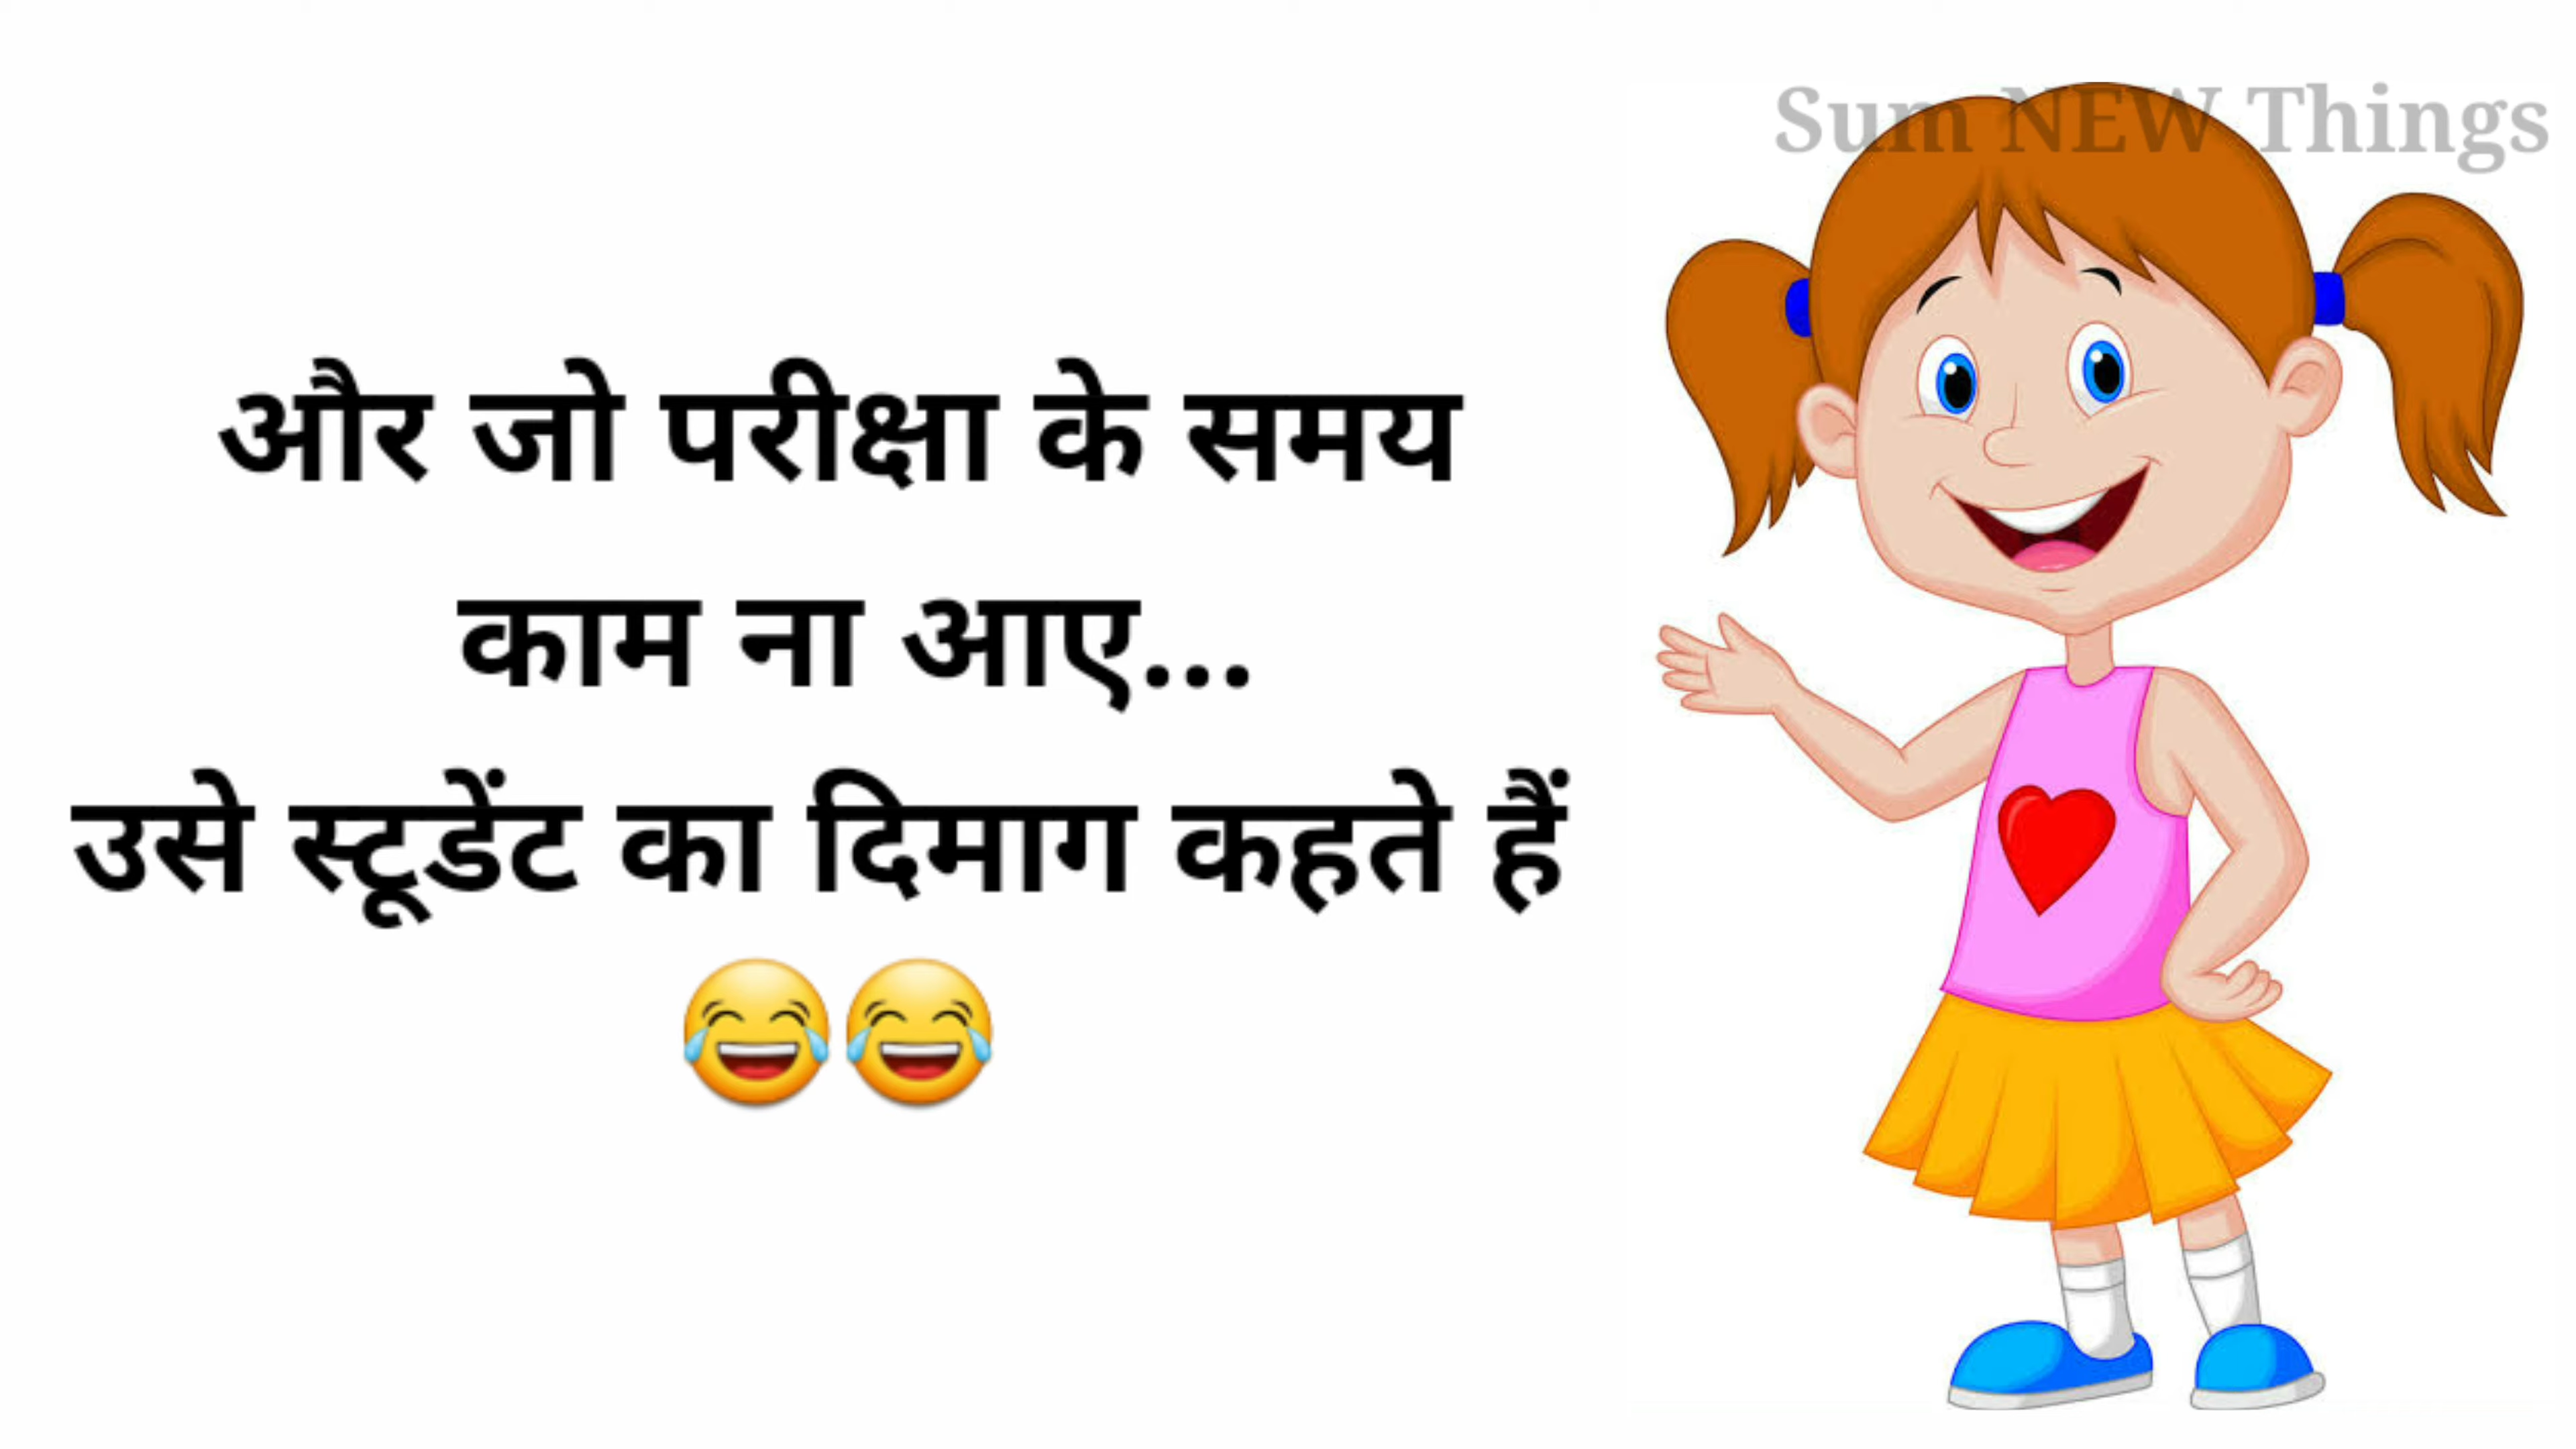 Sum NEW Things
और जो परीक्षा के समय
काम ना आए...
उसे स्टूडेंट का दिमाग कहते हैं
😂😂